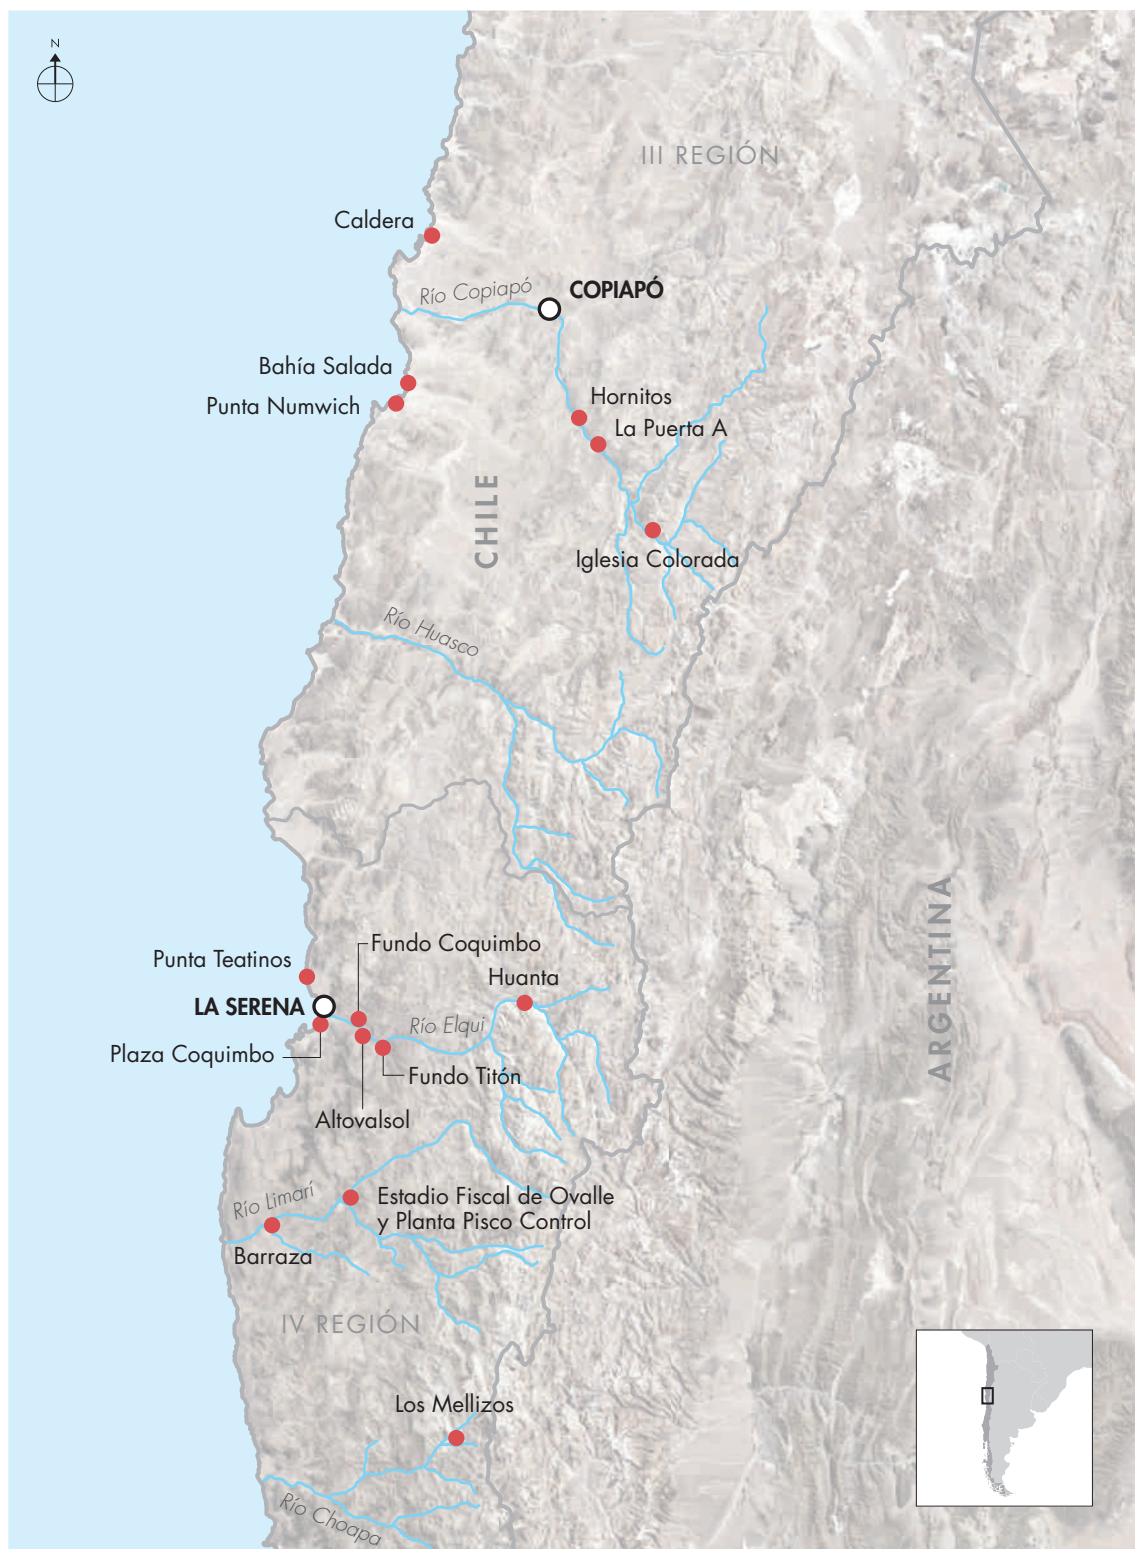 N
III REGIÓN
Caldera
Río Copiapó
COPIAPÓ
Bahía Salada
Punta Numwich
Hornitos
La Puerta A
CHILE
Iglesia Colorada
Río Huasco
ARGENTINA
Fundo Coquimbo
Punta Teatinos
Huanta
LA SERENA
Río Elqui
Plaza Coquimbo
Fundo Titón
Altovalsol
Río Limarí
Estadio Fiscal de Ovalle
y Planta Pisco Control
Barraza
IV REGIÓN
Los Mellizos
Río Choapa